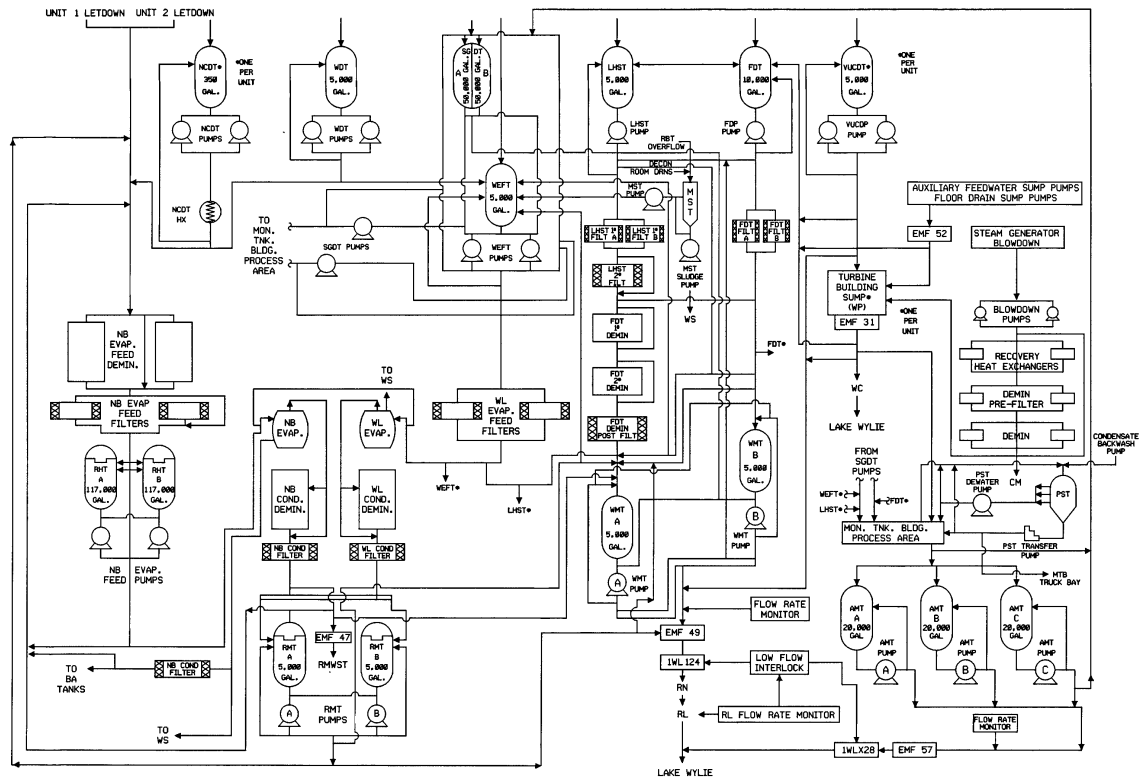 UNIT 1 LETDOWN UNIT 2 LETDOWN
NCDT*
350
GAL.
*ONE
PER
UNIT
NCDT
PUMPS
NCDT
HX
WDT
5,000
GAL.
WDT
PUMPS
SG DT
A B
50,000 GAL.
50,000 GAL.
WEFT
5,000
GAL.
WEFT
PUMPS
TO
MON.
TNK.
BLDG.
PROCESS
AREA
SGDT PUMPS
LHST
5,000
GAL.
LHST
PUMP
RBT
OVERFLOW
DECON
ROOM DRNS
MST
PUMP
M
S
T
MST
SLUDGE
PUMP
WS
FDT
10,000
GAL.
FDP
PUMP
VUCDT*
5,000
GAL.
*ONE
PER
UNIT
VUCDP
PUMP
AUXILIARY FEEDWATER SUMP PUMPS
FLOOR DRAIN SUMP PUMPS
EMF 52
STEAM GENERATOR
BLOWDOWN
TURBINE
BUILDING
SUMP*
(WP)
EMF 31
*ONE
PER
UNIT
BLOWDOWN
PUMPS
RECOVERY
HEAT EXCHANGERS
DEMIN
PRE-FILTER
DEMIN
CM
WC
LAKE WYLIE
LHST 1°
FILT A
LHST 1°
FILT B
LHST
2°
FILT
FDT
1°
DEMIN
FDT
2°
DEMIN
FDT
DEMIN
POST FILT
FDT
FILT
A
FDT
FILT
B
FDT*
NB
EVAP.
FEED
DEMIN.
NB EVAP
FEED
FILTERS
RHT
A
117,000
GAL.
RHT
B
117,000
GAL.
NB EVAP.
FEED PUMPS
TO
WS
NB
EVAP.
WL
EVAP.
WL
EVAP.
FEED
FILTERS
WEFT*
LHST*
NB
COND
DEMIN.
WL
COND.
DEMIN.
NB COND
FILTER
WL COND
FILTER
WMT
A
5,000
GAL.
A
WMT
PUMP
WMT
B
5,000
GAL.
B
WMT
PUMP
FROM
SGDT
PUMPS
WEFT*
FDT*
LHST*
MON. TNK. BLDG.
PROCESS AREA
PST
DEWATER
PUMP
PST
CONDENSATE
BACKWASH
PUMP
PST TRANSFER
PUMP
MTB
TRUCK BAY
RMT
A
5,000
GAL.
RMT
B
5,000
GAL.
EMF 47
RMWST
A
RMT
PUMPS
B
NB COND
FILTER
TO
BA
TANKS
TO
WS
FLOW RATE
MONITOR
EMF 49
1WL124
LOW FLOW
INTERLOCK
RN
RL
RL FLOW RATE MONITOR
AMT
A
20,000
GAL
AMT
B
20,000
GAL
AMT
C
20,000
GAL
AMT
PUMP
A
AMT
PUMP
B
AMT
PUMP
C
FLOW RATE
MONITOR
1WLX28
EMF 57
LAKE WYLIE